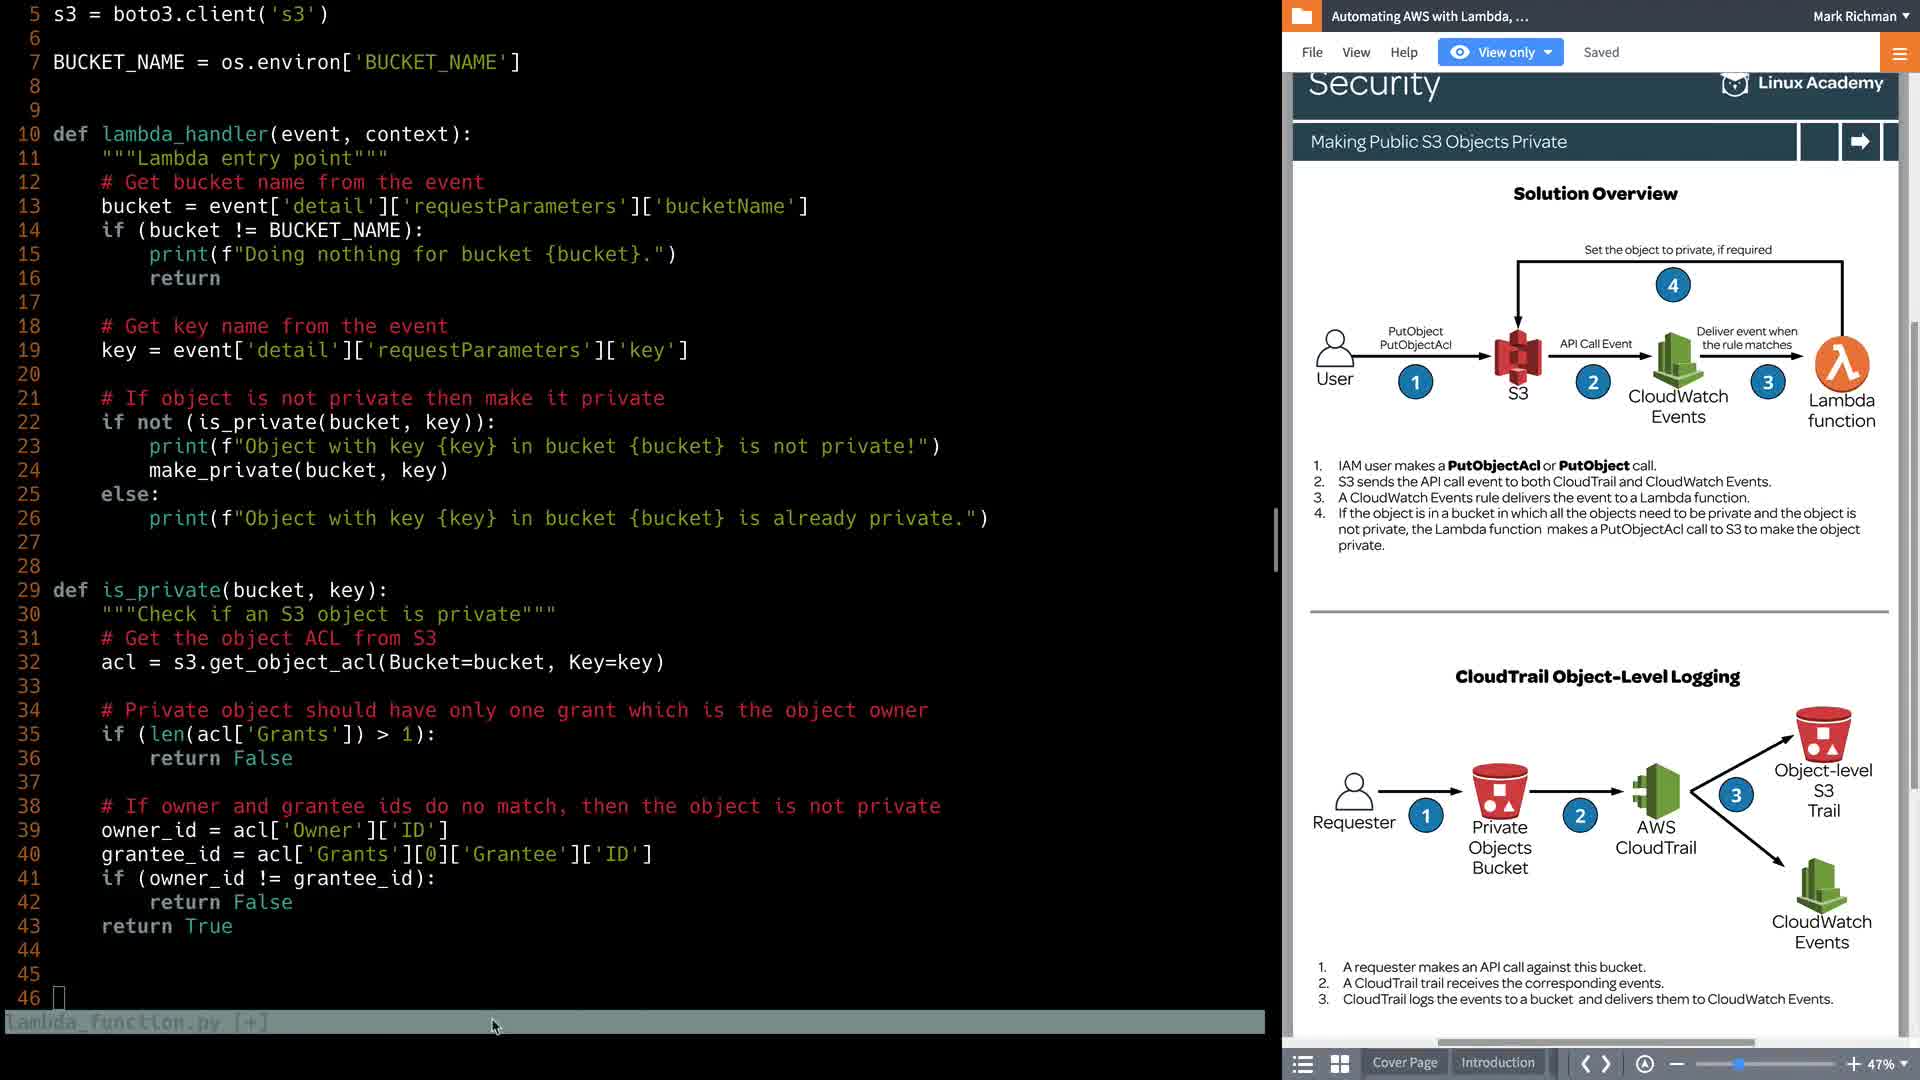 5 s3 = boto3.client('s3')
6
7 BUCKET_NAME = os.environ['BUCKET_NAME']
8
9
10 def lambda_handler(event, context):
11 """Lambda entry point"""
12 # Get bucket name from the event
13 bucket = event['detail']['requestParameters']['bucketName']
14 if (bucket != BUCKET_NAME):
15 print(f"Doing nothing for bucket {bucket}.")
16 return
17
18 # Get key name from the event
19 key = event['detail']['requestParameters']['key']
20
21 # If object is not private then make it private
22 if not (is_private(bucket, key)):
23 print(f"Object with key {key} in bucket {bucket} is not private!")
24 make_private(bucket, key)
25 else:
26 print(f"Object with key {key} in bucket {bucket} is already private.")
27
28
29 def is_private(bucket, key):
30 """Check if an S3 object is private"""
31 # Get the object ACL from S3
32 acl = s3.get_object_acl(Bucket=bucket, Key=key)
33
34 # Private object should have only one grant which is the object owner
35 if (len(acl['Grants']) > 1):
36 return False
37
38 # If owner and grantee ids do no match, then the object is not private
39 owner_id = acl['Owner']['ID']
40 grantee_id = acl['Grants'][0]['Grantee']['ID']
41 if (owner_id != grantee_id):
42 return False
43 return True
44
45
46
lambda_function.py [+]
Automating AWS with Lambda, ...
Mark Richman
File View Help View only Saved
Security
Linux Academy
Making Public S3 Objects Private
Solution Overview
Set the object to private, if required
4
PutObject
PutObjectAcl
API Call Event
Deliver event when
the rule matches
User
1
S3
2
CloudWatch
Events
3
Lambda
function
1. IAM user makes a PutObjectAcl or PutObject call.
2. S3 sends the API call event to both CloudTrail and CloudWatch Events.
3. A CloudWatch Events rule delivers the event to a Lambda function.
4. If the object is in a bucket in which all the objects need to be private and the object is
not private, the Lambda function makes a PutObjectAcl call to S3 to make the object
private.
CloudTrail Object-Level Logging
Requester
1
Private
Objects
Bucket
2
AWS
CloudTrail
3
Object-level
S3
Trail
CloudWatch
Events
1. A requester makes an API call against this bucket.
2. A CloudTrail trail receives the corresponding events.
3. CloudTrail logs the events to a bucket and delivers them to CloudWatch Events.
Cover Page Introduction 47%